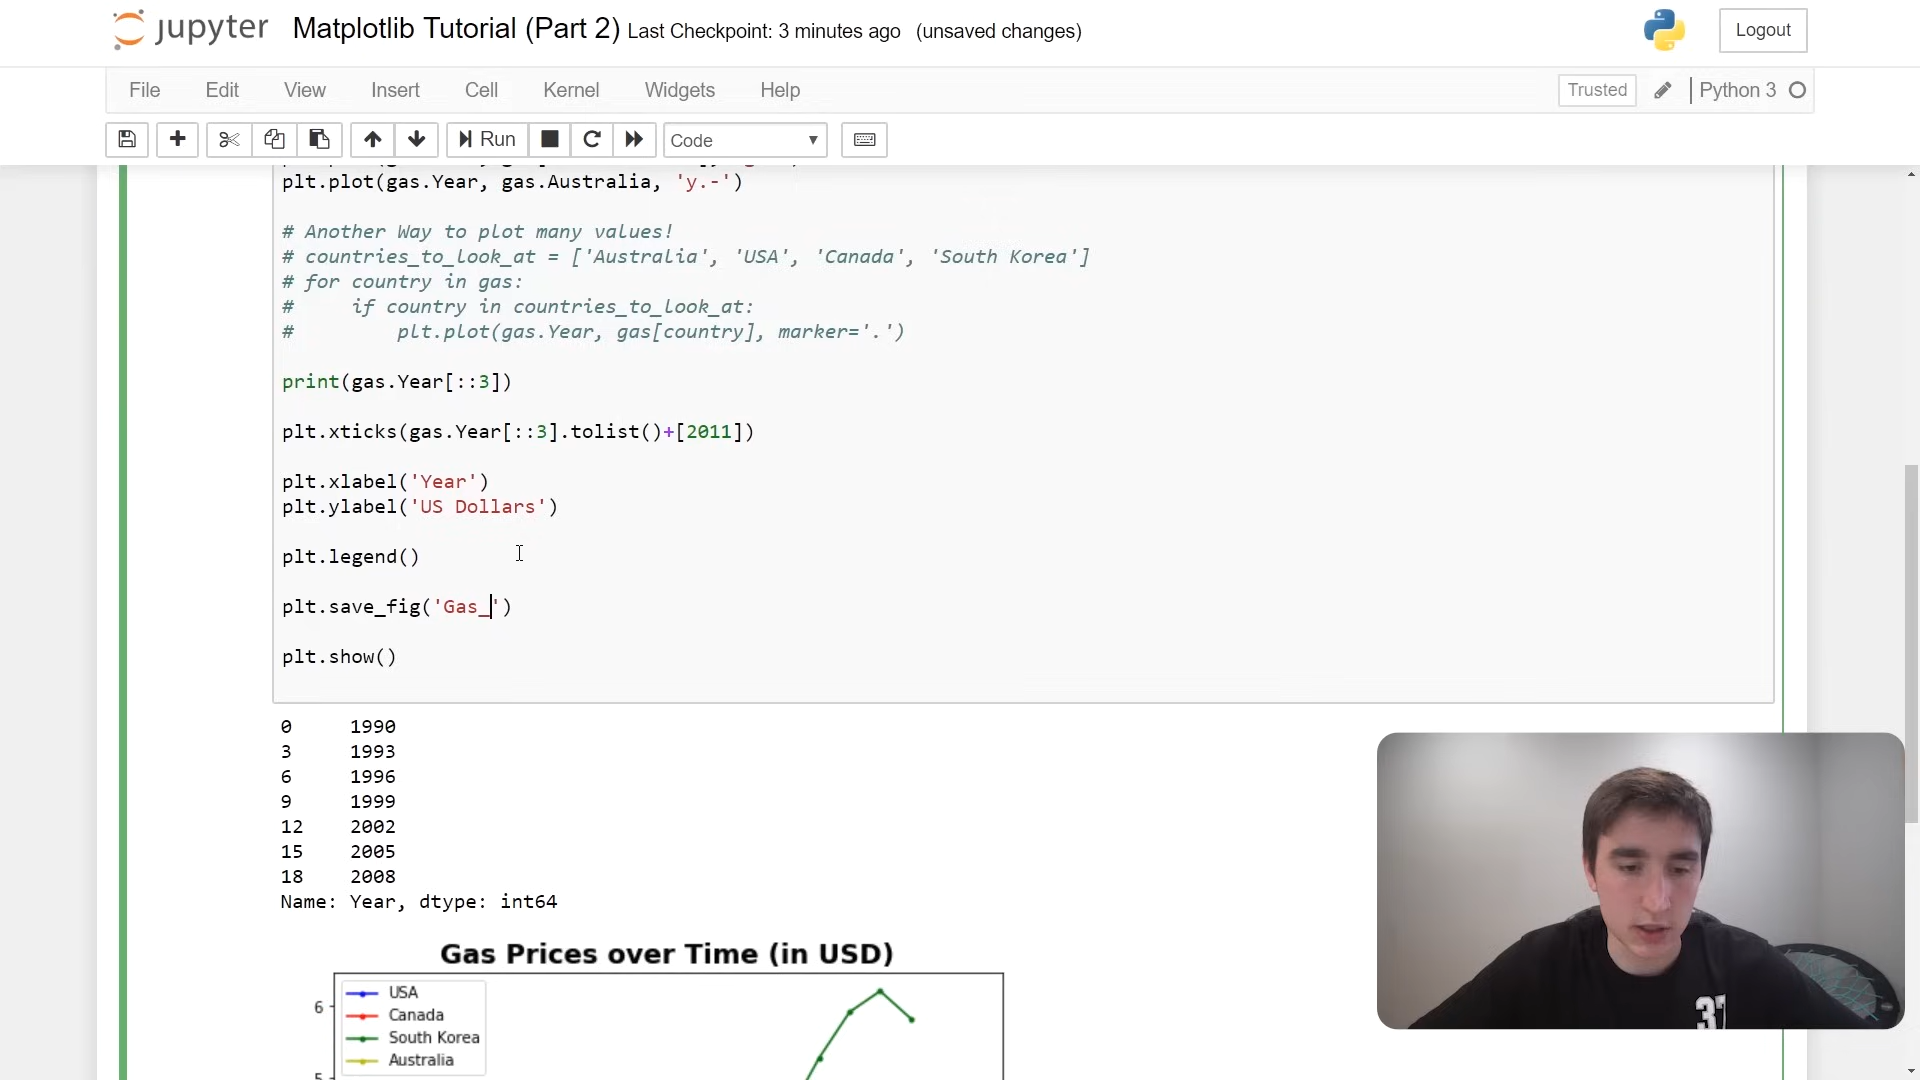 jupyter Matplotlib Tutorial (Part 2) Last Checkpoint: 3 minutes ago (unsaved changes) Logout
File Edit View Insert Cell Kernel Widgets Help Trusted Python 3
Run Code
plt.plot(gas.Year, gas.Australia, 'y.-')
# Another Way to plot many values!
# countries_to_look_at = ['Australia', 'USA', 'Canada', 'South Korea']
# for country in gas:
#     if country in countries_to_look_at:
#         plt.plot(gas.Year, gas[country], marker='.')
print(gas.Year[::3])
plt.xticks(gas.Year[::3].tolist()+[2011])
plt.xlabel('Year')
plt.ylabel('US Dollars')
plt.legend()
plt.save_fig('Gas_')
plt.show()
0     1990
3     1993
6     1996
9     1999
12    2002
15    2005
18    2008
Name: Year, dtype: int64
Gas Prices over Time (in USD)
USA
6
Canada
South Korea
Australia
5
37